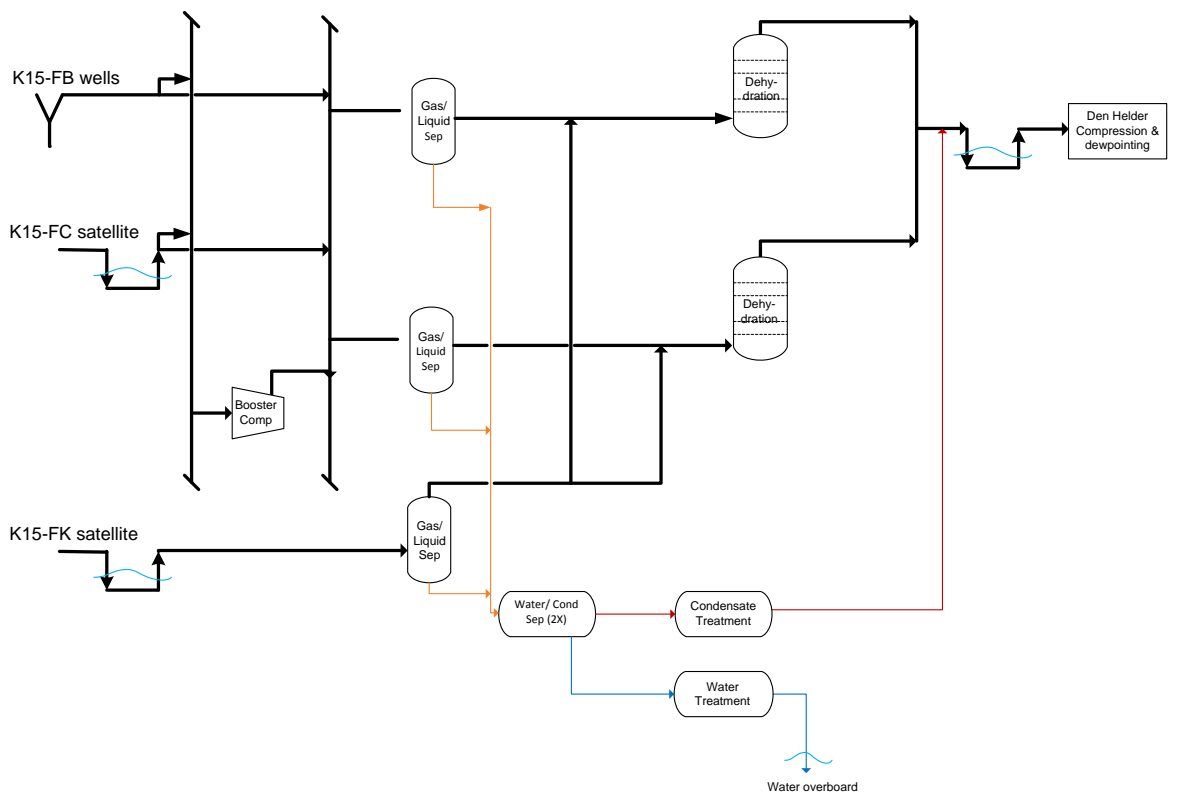 K15-FB wells
Gas/
Liquid
Sep
Dehy-
dration
Den Helder
Compression &
dewpointing
K15-FC satellite
Gas/
Liquid
Sep
Dehy-
dration
Booster
Comp
K15-FK satellite
Gas/
Liquid
Sep
Water/ Cond
Sep (2X)
Condensate
Treatment
Water
Treatment
Water overboard